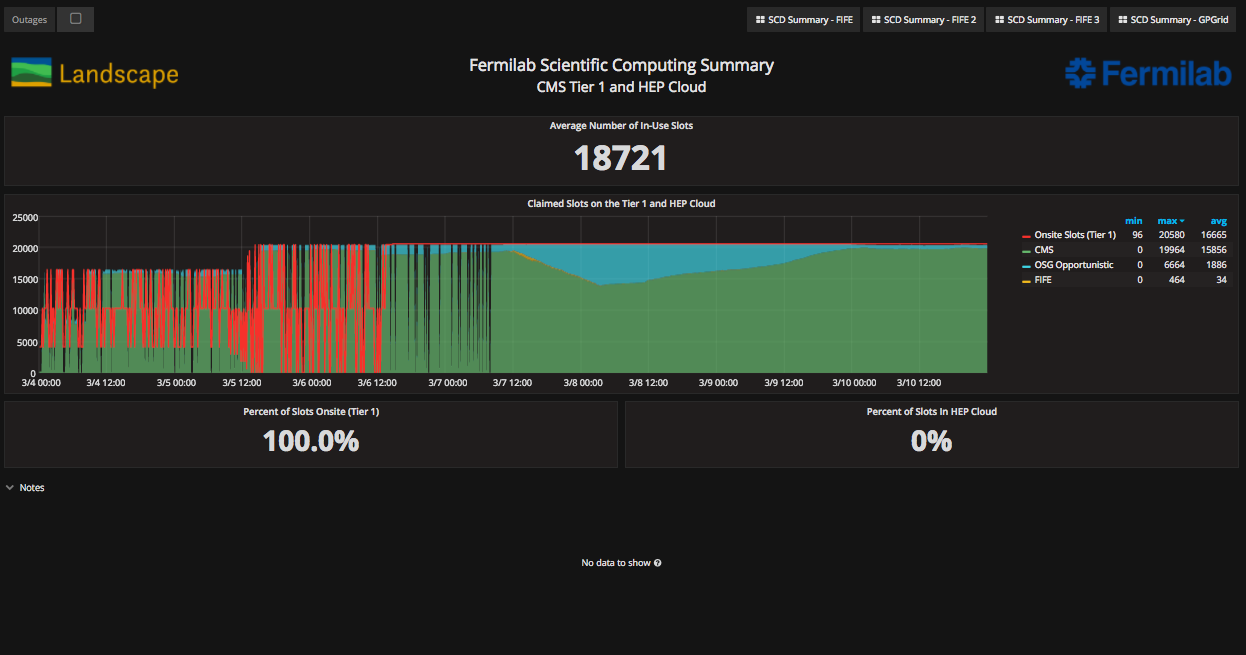 Outages
SCD Summary - FIFE
SCD Summary - FIFE 2
SCD Summary - FIFE 3
SCD Summary - GPGrid
Landscape
Fermilab Scientific Computing Summary
CMS Tier 1 and HEP Cloud
Fermilab
Average Number of In-Use Slots
18721
Claimed Slots on the Tier 1 and HEP Cloud
25000
20000
15000
10000
5000
0
3/4 00:00 3/4 12:00 3/5 00:00 3/5 12:00 3/6 00:00 3/6 12:00 3/7 00:00 3/7 12:00 3/8 00:00 3/8 12:00 3/9 00:00 3/9 12:00 3/10 00:00 3/10 12:00
min max avg
Onsite Slots (Tier 1) 96 20580 16665
CMS 0 19964 15856
OSG Opportunistic 0 6664 1886
FIFE 0 464 34
Percent of Slots Onsite (Tier 1)
100.0%
Percent of Slots In HEP Cloud
0%
Notes
No data to show